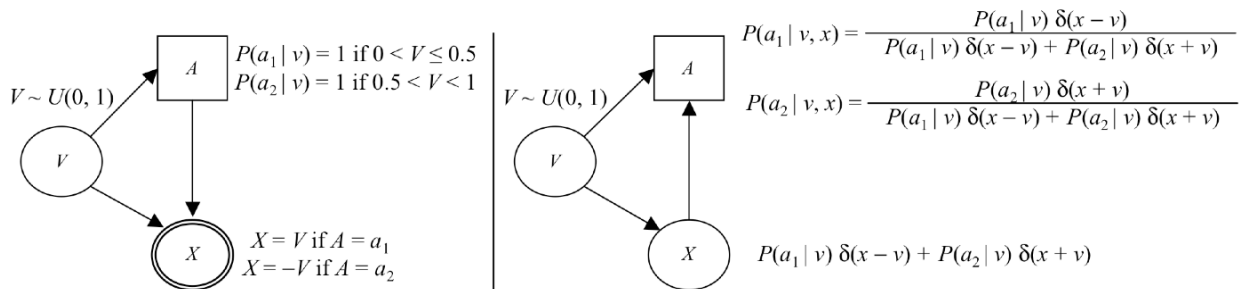 A
P(a₁ | v) = 1 if 0 < V ≤ 0.5
P(a₂ | v) = 1 if 0.5 < V < 1
V ~ U(0, 1)
V
X
X = V if A = a₁
X = −V if A = a₂
A
P(a₁ | v, x) = P(a₁ | v) δ(x − v) / P(a₁ | v) δ(x − v) + P(a₂ | v) δ(x + v)
P(a₂ | v, x) = P(a₂ | v) δ(x + v) / P(a₁ | v) δ(x − v) + P(a₂ | v) δ(x + v)
V ~ U(0, 1)
V
X
P(a₁ | v) δ(x − v) + P(a₂ | v) δ(x + v)